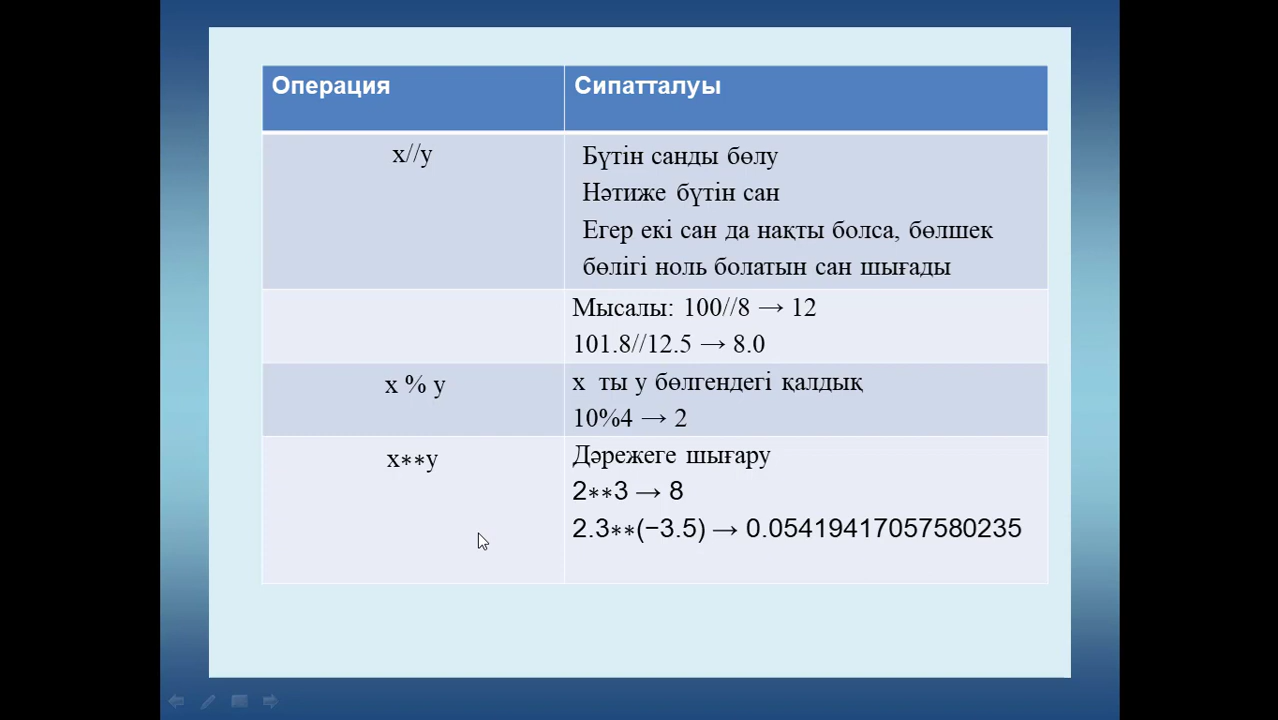 Операция
Сипатталуы
x//y
Бүтін санды бөлу
Нәтиже бүтін сан
Егер екі сан да нақты болса, бөлшек
бөлігі ноль болатын сан шығады
Мысалы: 100//8 → 12
101.8//12.5 → 8.0
x % y
x ты y бөлгендегі қалдық
10%4 → 2
x∗∗y
Дәрежеге шығару
2∗∗3 → 8
2.3∗∗(−3.5) → 0.05419417057580235